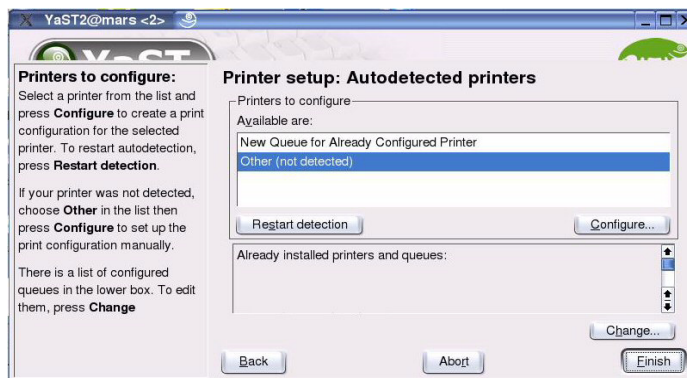 YaST2@mars <2>
YaST
Printers to configure:
Select a printer from the list and
press Configure to create a print
configuration for the selected
printer. To restart autodetection,
press Restart detection.
If your printer was not detected,
choose Other in the list then
press Configure to set up the
print configuration manually.
There is a list of configured
queues in the lower box. To edit
them, press Change
Printer setup: Autodetected printers
Printers to configure
Available are:
New Queue for Already Configured Printer
Other (not detected)
Restart detection
Configure...
Already installed printers and queues:
Change...
Back
Abort
Finish